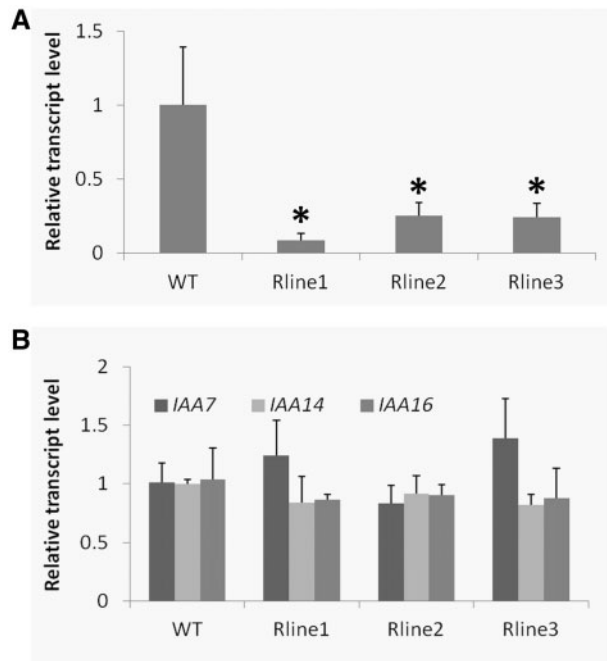 A
Relative transcript level
1.5
1
0.5
0
*
*
*
WT Rline1 Rline2 Rline3
B
Relative transcript level
2
1.5
1
0.5
0
IAA7 IAA14 IAA16
WT Rline1 Rline2 Rline3